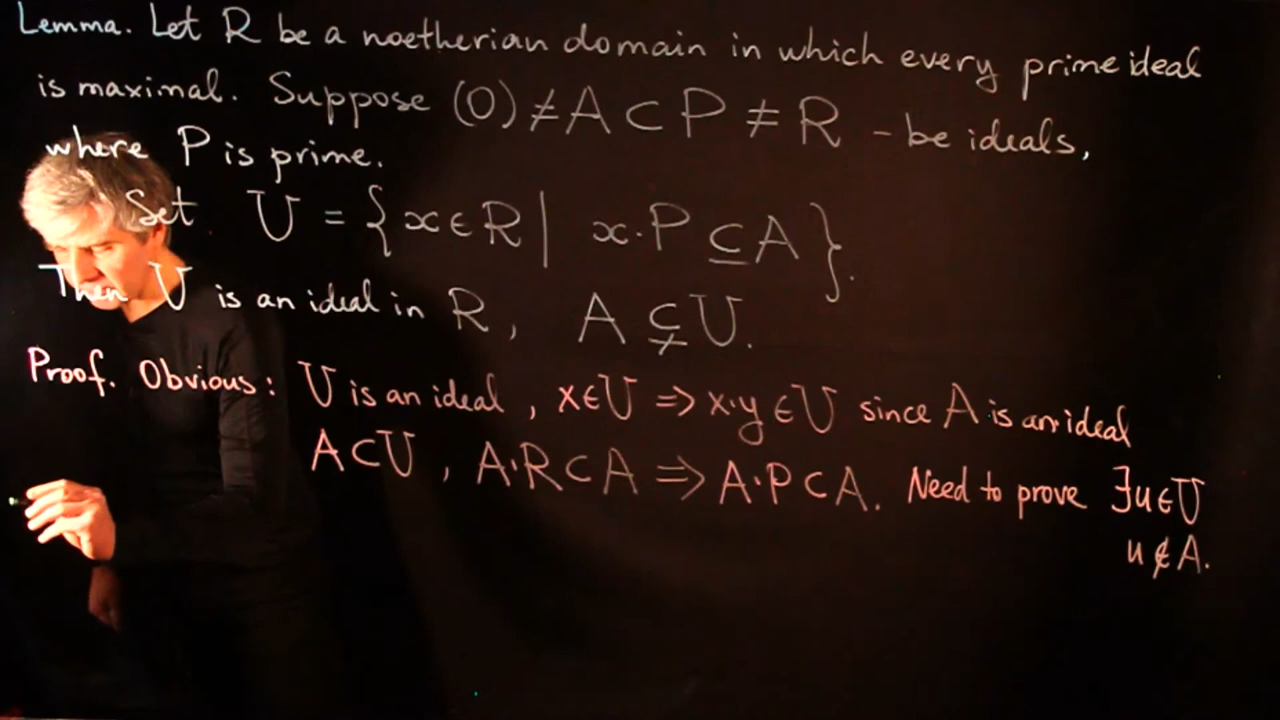 Lemma. Let R be a noetherian domain in which every prime ideal
is maximal. Suppose (0) ≠ A ⊂ P ≠ R - be ideals,
where P is prime.
Set U = {x∈R | x·P ⊆ A}.
Then U is an ideal in R, A ⊊ U.
Proof. Obvious: U is an ideal, x∈U ⇒ x·y∈U since A is an ideal
A⊂U, A·R⊂A ⇒ A·P⊂A. Need to prove ∃u∈U
u∉A.